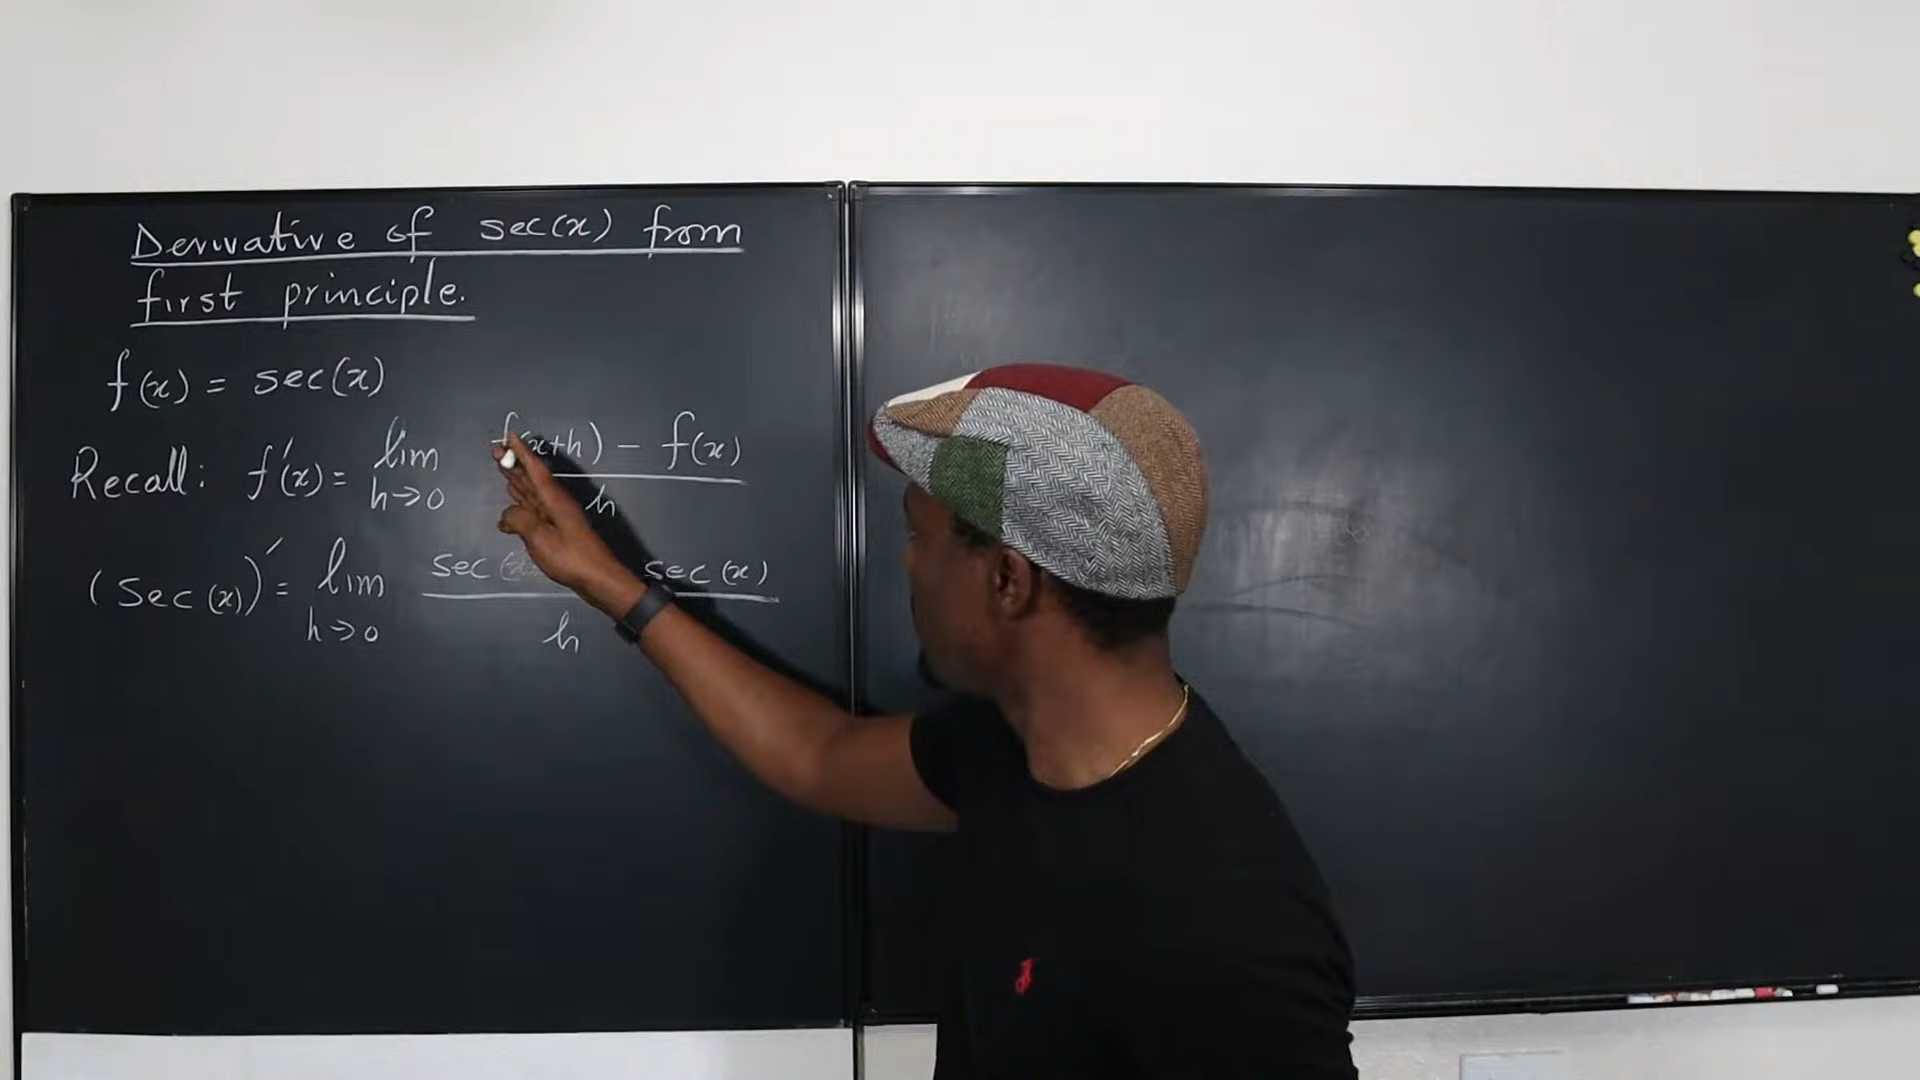 Derivative of sec(x) from
first principle.
f(x) = sec(x)
Recall: f'(x) = lim h→0 f(x+h) - f(x) / h
(sec(x))' = lim h→0 sec( sec(x) / h